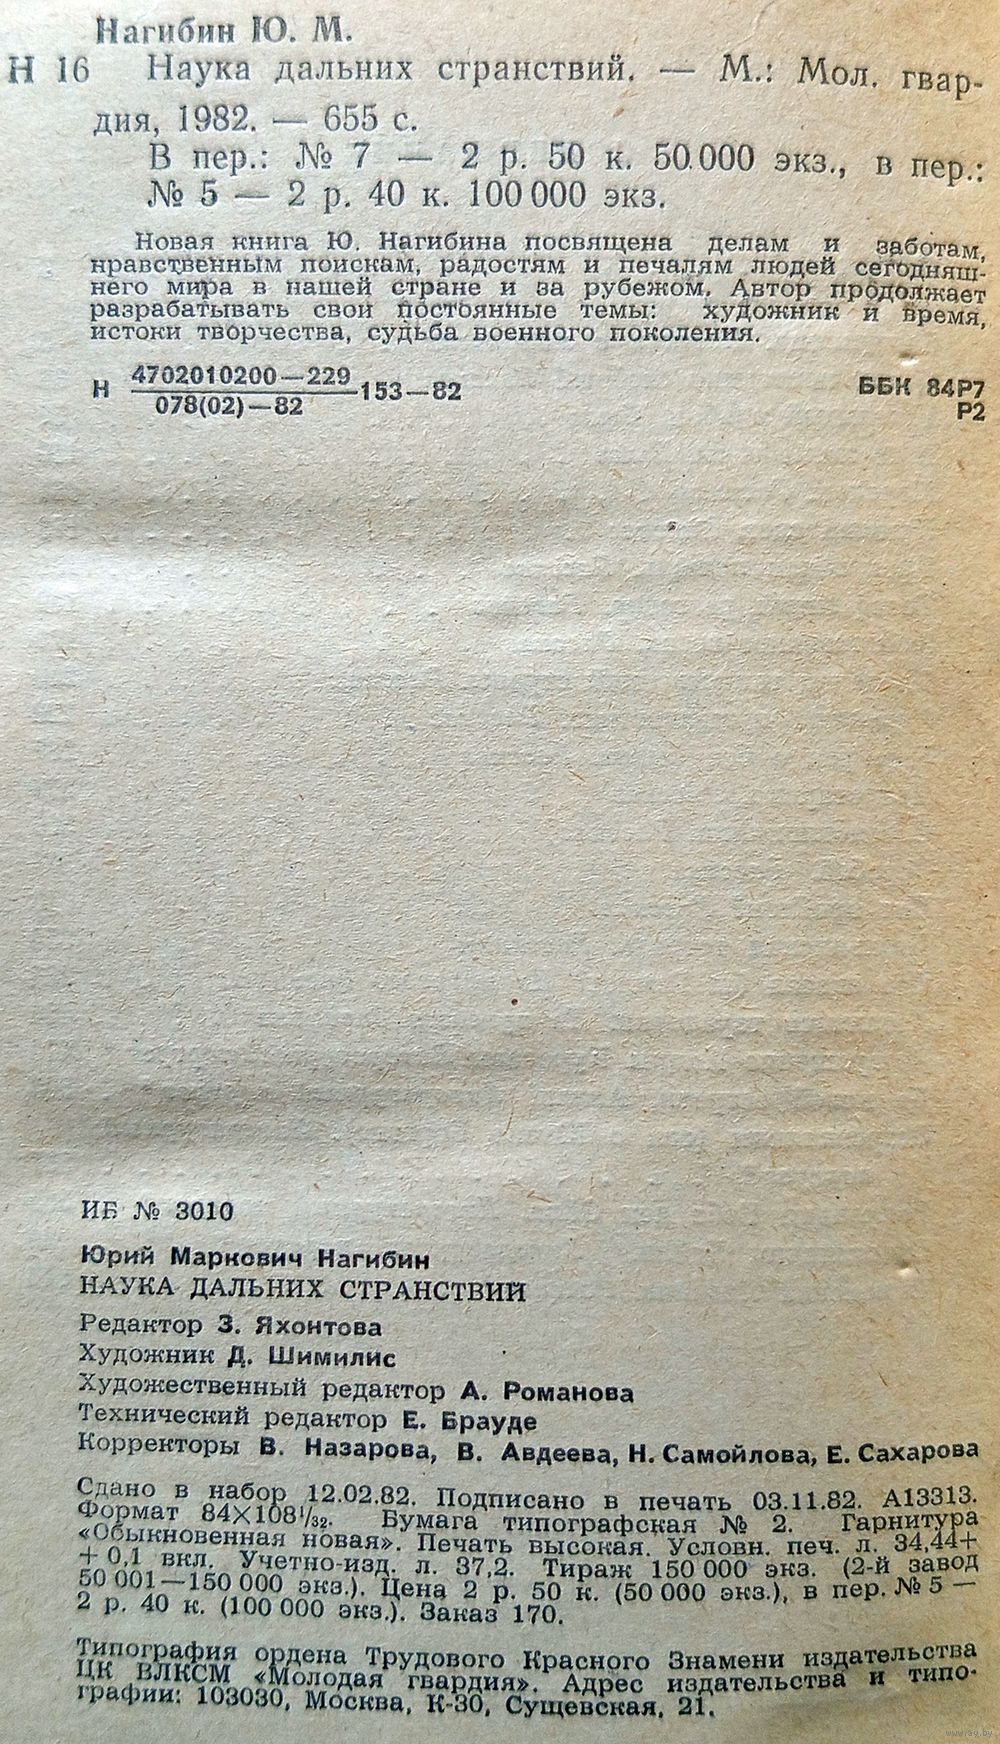 Нагибин Ю. М.
Н 16 Наука дальних странствий. — М.: Мол. гвар-
дия, 1982. — 655 с.
В пер.: № 7 — 2 р. 50 к. 50 000 экз., в пер.:
№ 5 — 2 р. 40 к. 100 000 экз.
Новая книга Ю. Нагибина посвящена делам и заботам,
нравственным поискам, радостям и печалям людей сегодняш-
него мира в нашей стране и за рубежом. Автор продолжает
разрабатывать свои постоянные темы: художник и время,
истоки творчества, судьба военного поколения.
Н 4702010200—229 153—82 ББК 84Р7
078(02)—82 Р2
ИБ № 3010
Юрий Маркович Нагибин
НАУКА ДАЛЬНИХ СТРАНСТВИЙ
Редактор З. Яхонтова
Художник Д. Шимилис
Художественный редактор А. Романова
Технический редактор Е. Брауде
Корректоры В. Назарова, В. Авдеева, Н. Самойлова, Е. Сахарова
Сдано в набор 12.02.82. Подписано в печать 03.11.82. А13313.
Формат 84×108¹/₃₂. Бумага типографская № 2. Гарнитура
«Обыкновенная новая». Печать высокая. Условн. печ. л. 34,44+
+ 0,1 вкл. Учетно-изд. л. 37,2. Тираж 150 000 экз. (2-й завод
50 001—150 000 экз.). Цена 2 р. 50 к. (50 000 экз.), в пер. № 5 —
2 р. 40 к. (100 000 экз.). Заказ 170.
Типография ордена Трудового Красного Знамени издательства
ЦК ВЛКСМ «Молодая гвардия». Адрес издательства и типо-
графии: 103030, Москва, К-30, Сущевская, 21.
www.ay.by